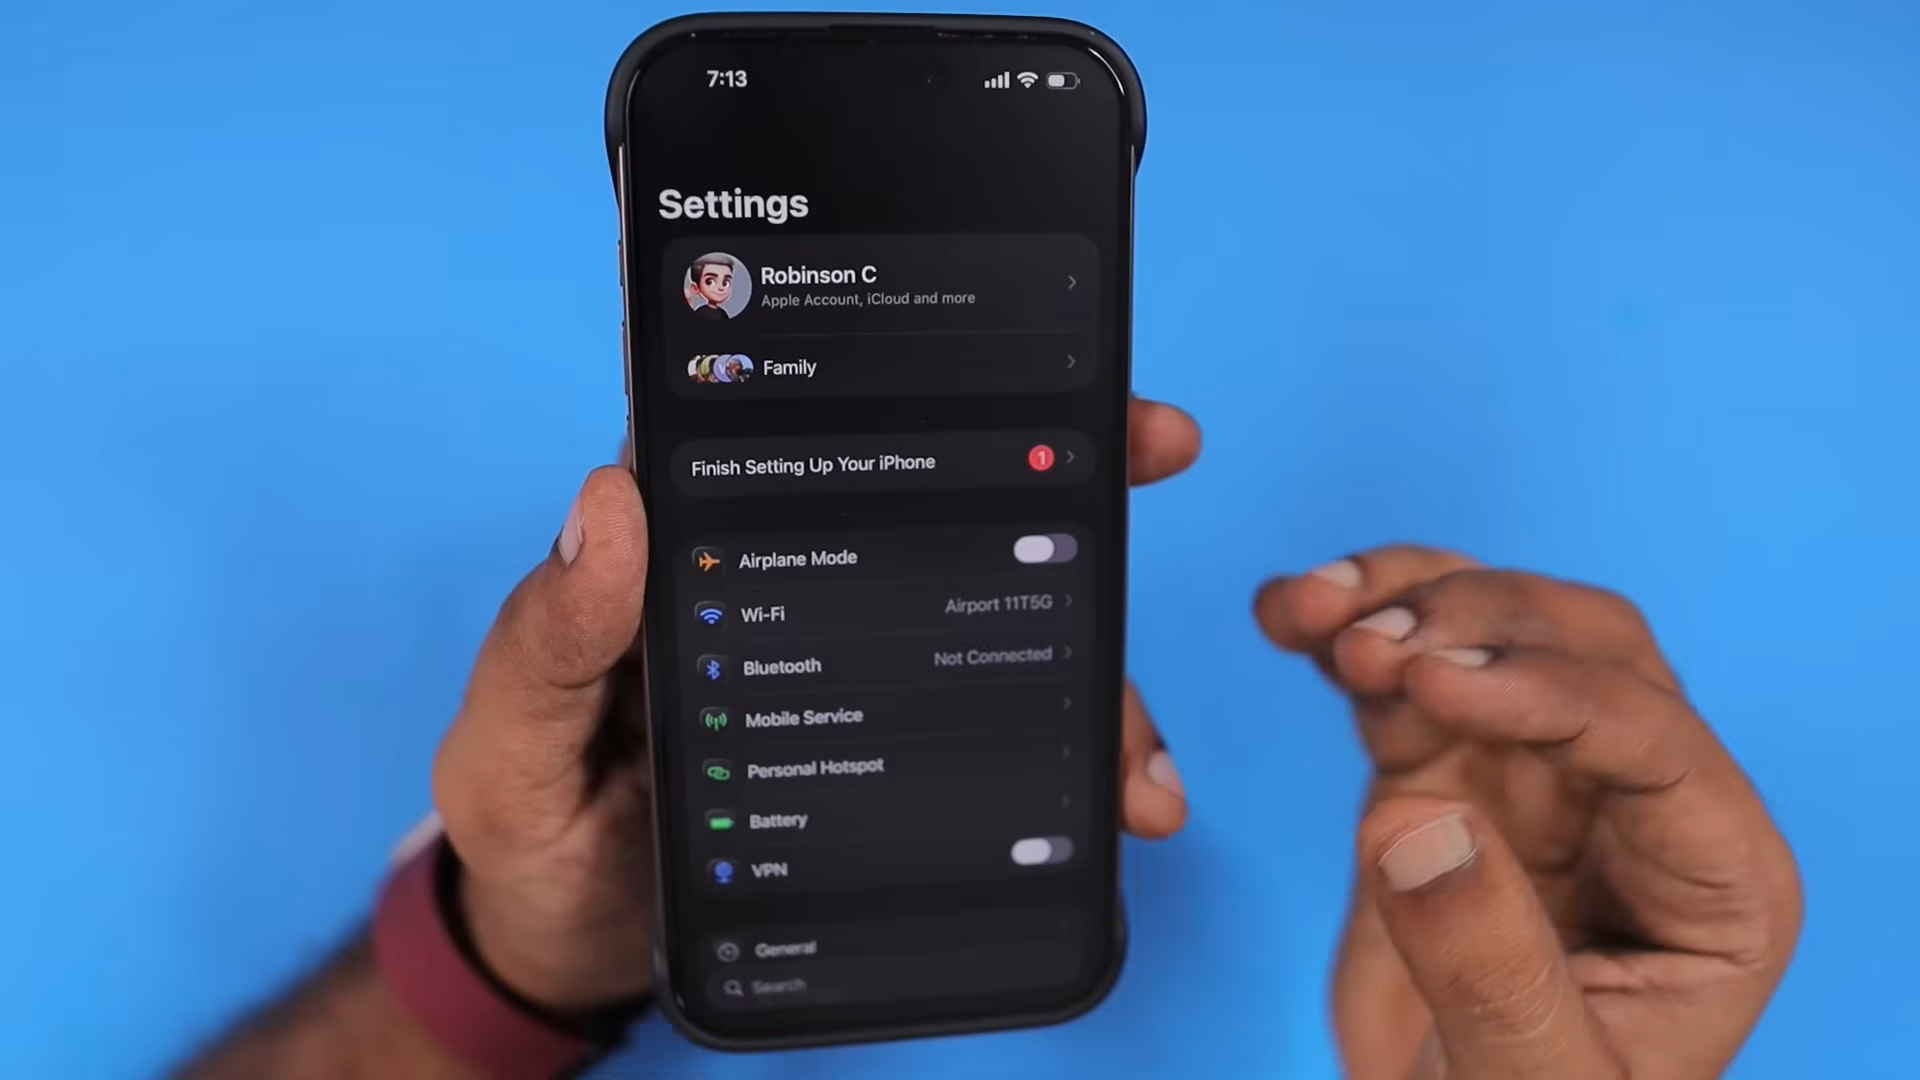 7:13
Settings
Robinson C
Apple Account, iCloud and more
Family
Finish Setting Up Your iPhone 1
Airplane Mode
Wi-Fi Airport 11T5G
Bluetooth Not Connected
Mobile Service
Personal Hotspot
Battery
VPN
General
Search